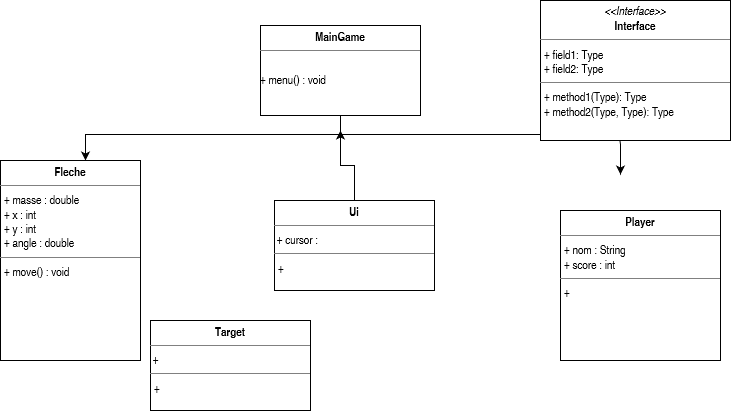 MainGame
+ menu() : void
<<Interface>>
Interface
+ field1: Type
+ field2: Type
+ method1(Type): Type
+ method2(Type, Type): Type
Fleche
+ masse : double
+ x : int
+ y : int
+ angle : double
+ move() : void
Ui
+ cursor :
+
Player
+ nom : String
+ score : int
+
Target
+
+